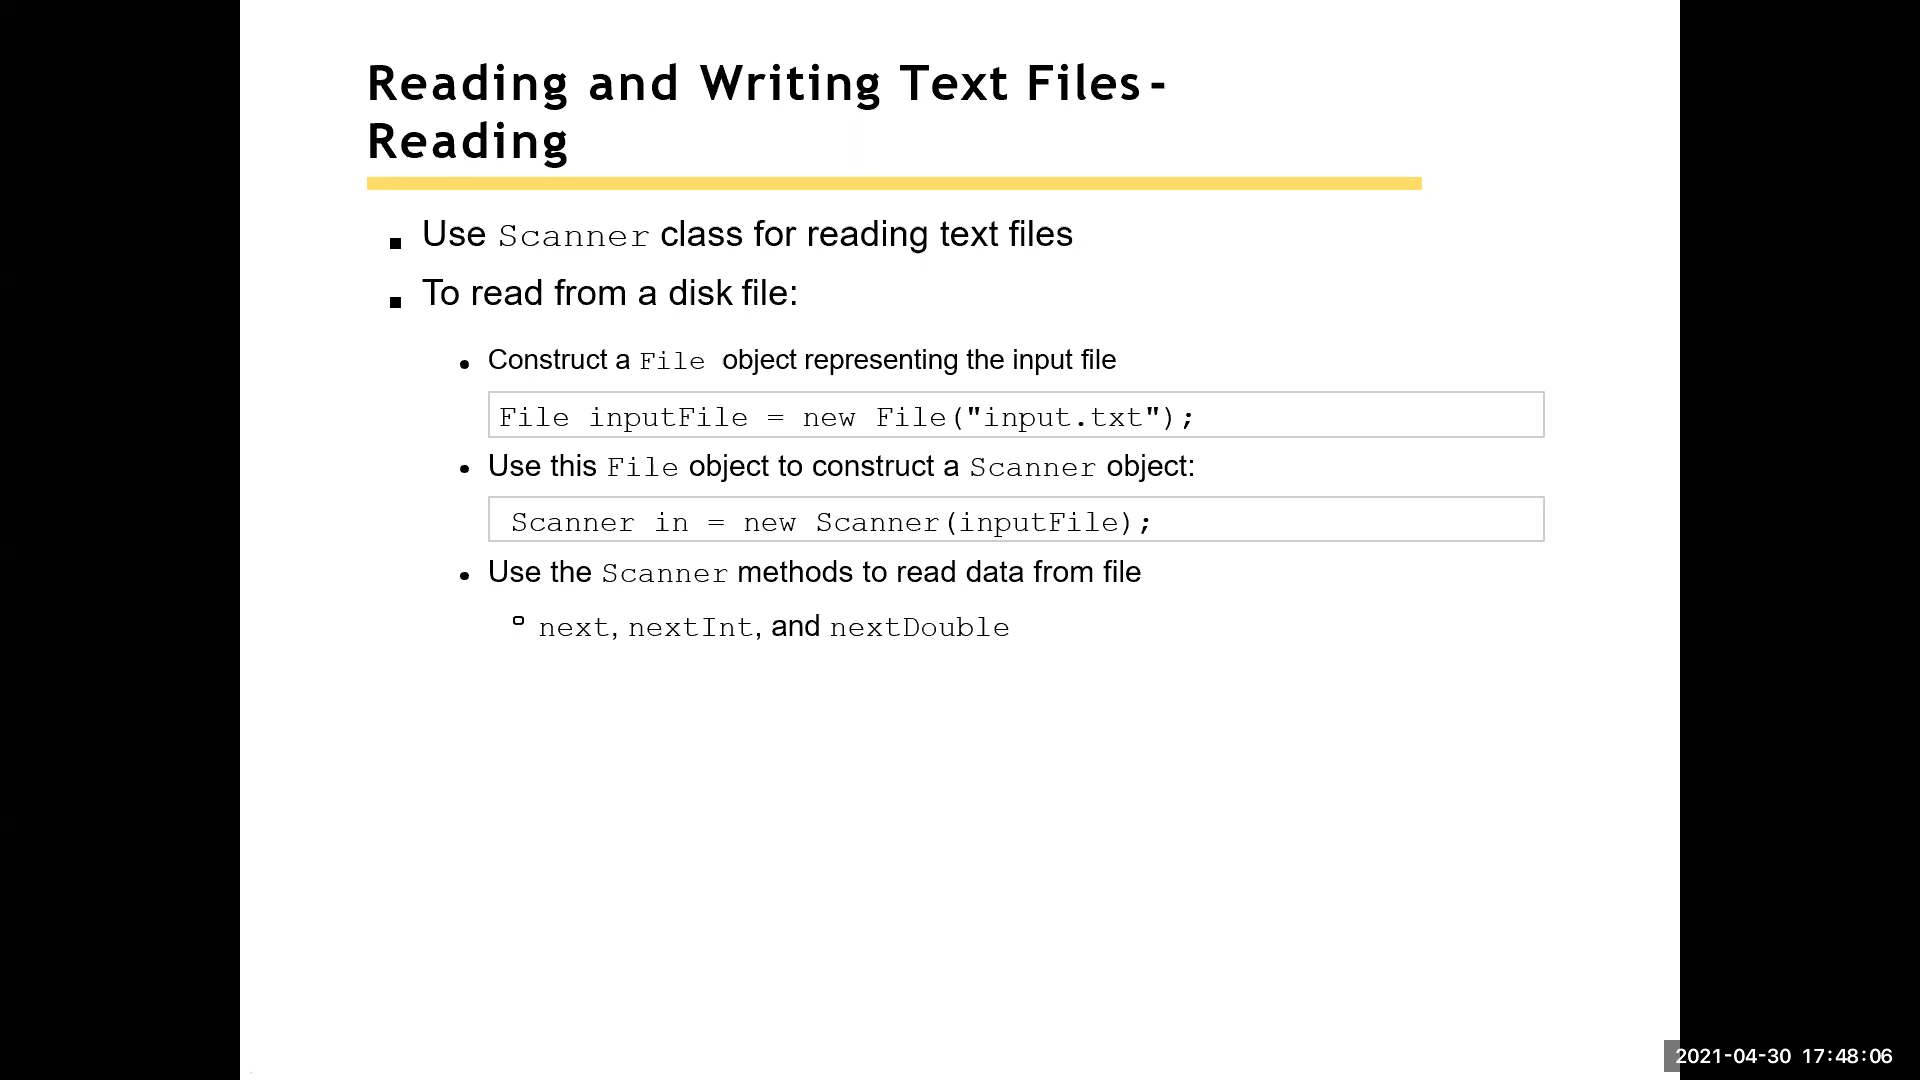 Reading and Writing Text Files-
Reading
Use Scanner class for reading text files
To read from a disk file:
Construct a File object representing the input file
File inputFile = new File("input.txt");
Use this File object to construct a Scanner object:
Scanner in = new Scanner(inputFile);
Use the Scanner methods to read data from file
next, nextInt, and nextDouble
2021-04-30 17:48:06